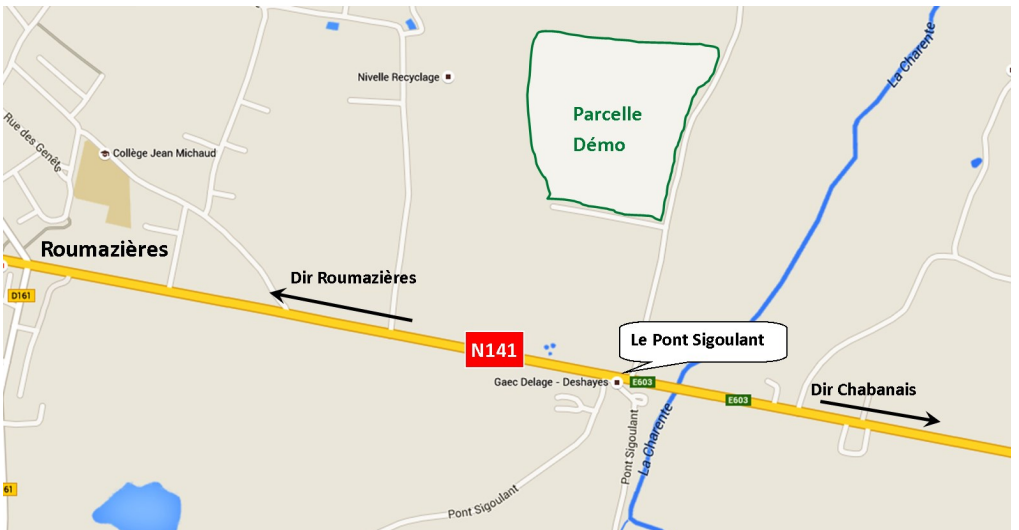 La Charente
Nivelle Recyclage
Parcelle
Démo
Rue des Genêts
Collège Jean Michaud
Roumazières
Dir Roumazières
D161
N141
Le Pont Sigoulant
Gaec Delage - Deshayes
E603
E603
Dir Chabanais
Pont Sigoulant
La Charente
Pont Sigoulant
61